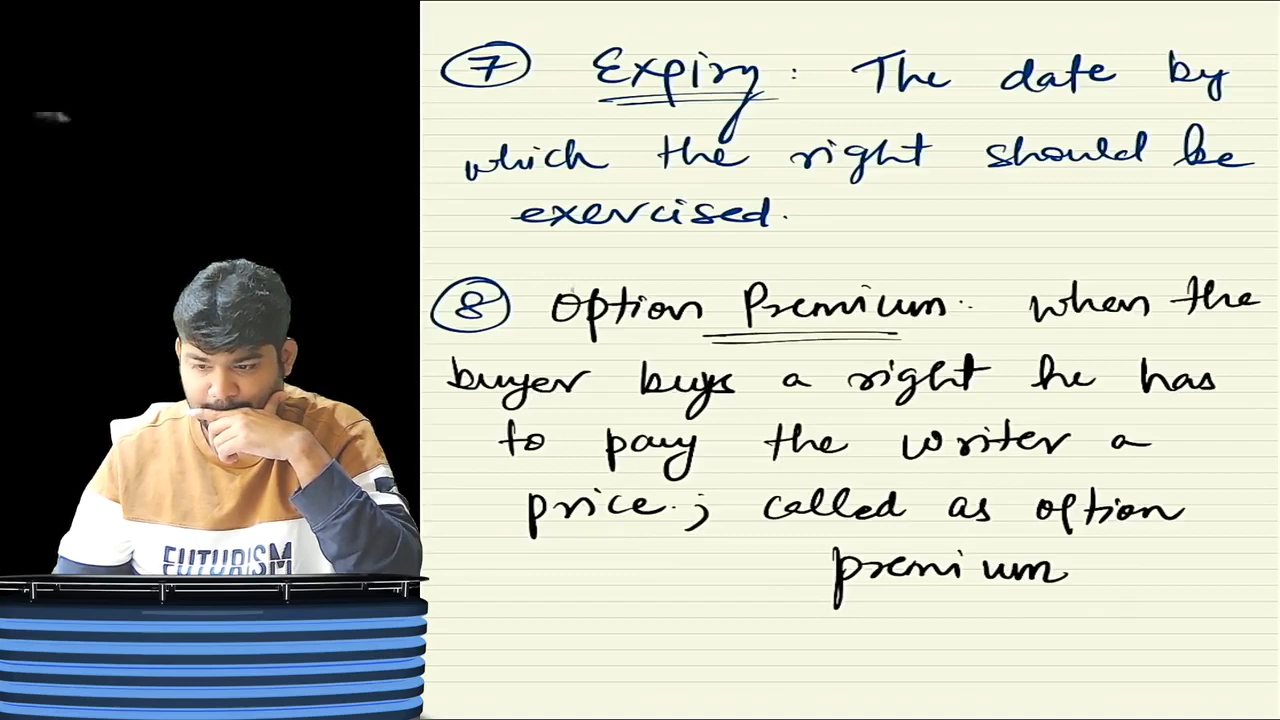 FUTURISM
7 Expiry: The date by
which the right should be
exercised.
8 Option Premium: When the
buyer buys a right he has
to pay the writer a
price; called as option
premium